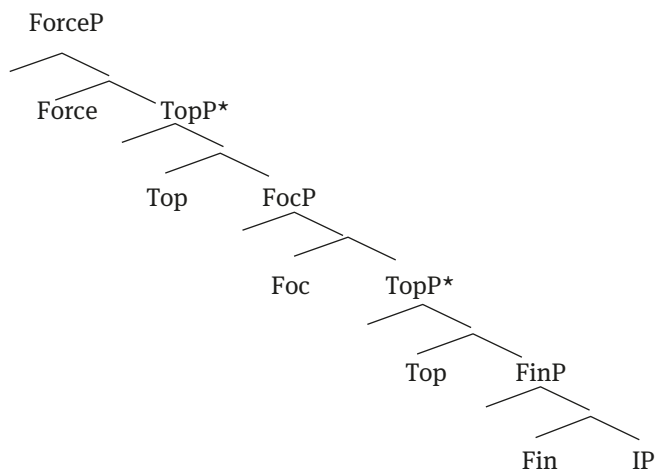 ForceP
Force TopP*
Top FocP
Foc TopP*
Top FinP
Fin IP